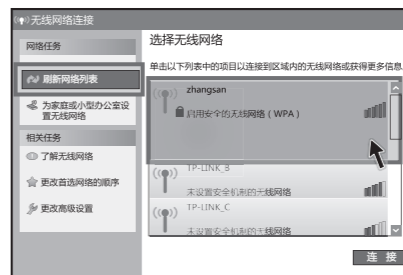 无线网络连接
网络任务
刷新网络列表
为家庭或小型办公室设
置无线网络
相关任务
了解无线网络
更改首选网络的顺序
更改高级设置
选择无线网络
单击以下列表中的项目以连接到区域内的无线网络或获得更多信息
zhangsan
启用安全的无线网络（WPA）
TP-LINK_B
未设置安全机制的无线网络
TP-LINK_C
未设置安全机制的无线网络
连 接